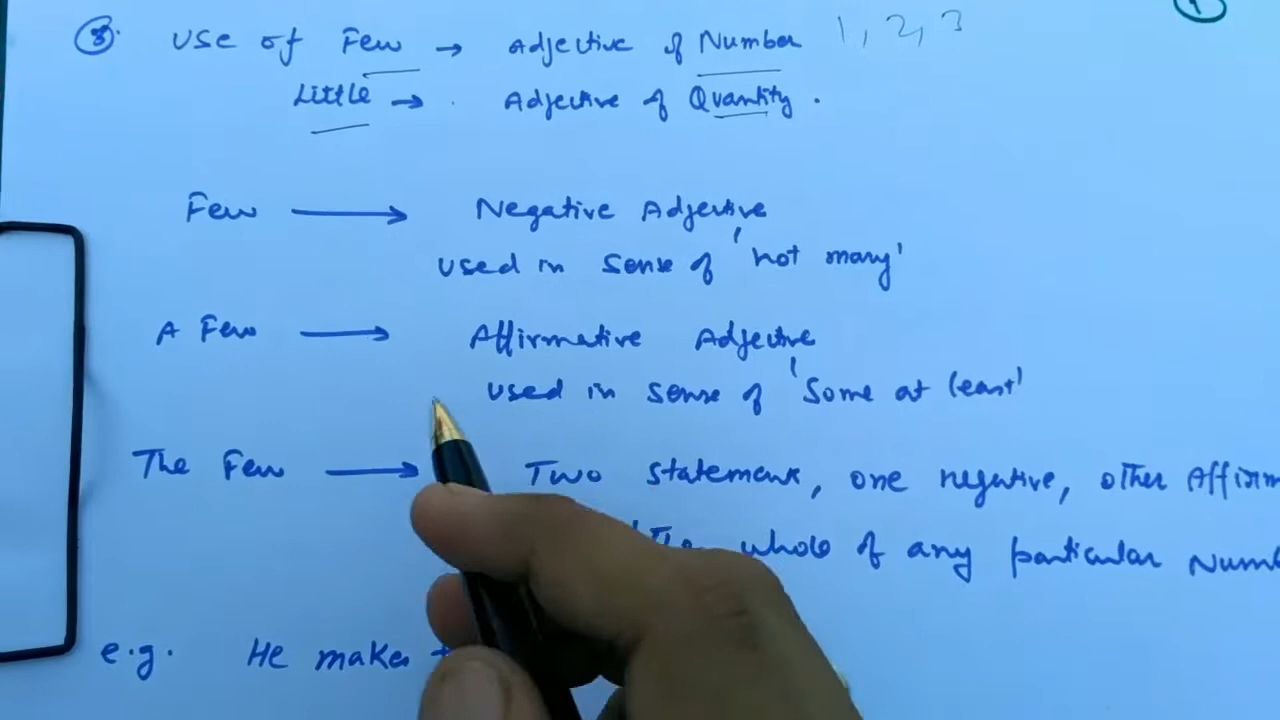 8. Use of Few → Adjective of Number 1, 2, 3
Little → . Adjective of Quantity .
Few → Negative Adjective
used in sense of 'not many'
A Few → Affirmative Adjective
used in sense of 'Some at least'
The Few → Two statement, one negative, other Affirm
whole of any particular Num
e.g. He makes